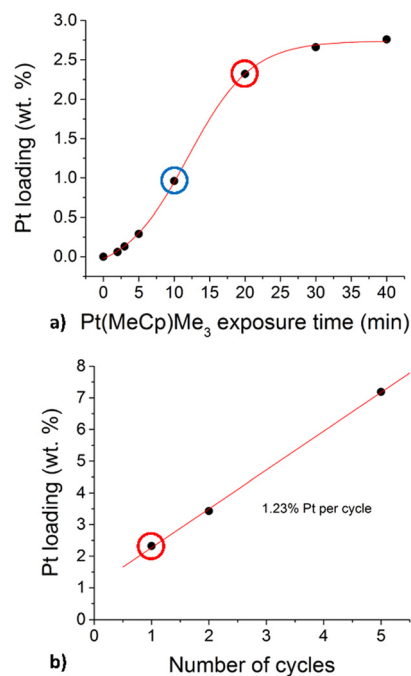 3.0
2.5
2.0
1.5
1.0
0.5
0.0
Pt loading (wt. %)
0 5 10 15 20 25 30 35 40
a) Pt(MeCp)Me₃ exposure time (min)
8
7
6
5
4
3
2
1
0
Pt loading (wt. %)
1.23% Pt per cycle
0 1 2 3 4 5
b) Number of cycles